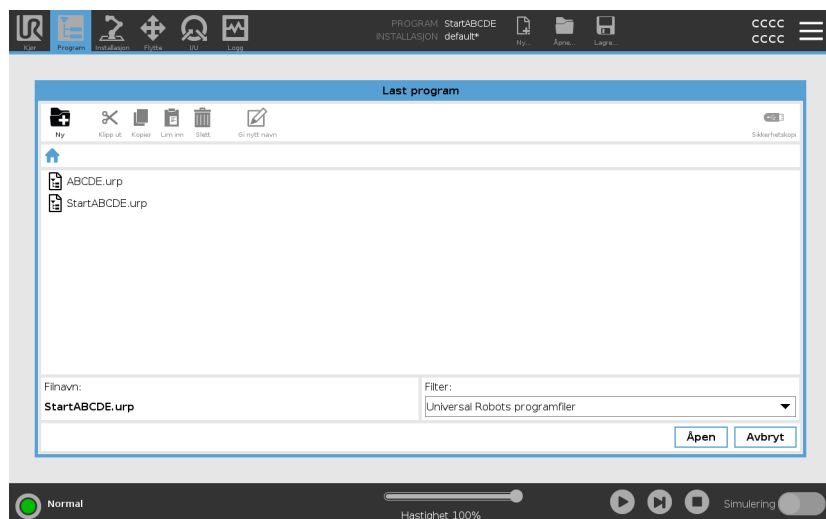 UR
PROGRAM StartABCDE
INSTALLASJON default*
CCCC
CCCC
Kjør Program Installasjon Flytte I/U Logg Ny... Åpne... Lagre...
Last program
Ny Klipp ut Kopier Lim inn Slett Gi nytt navn Sikkerhetskopi
ABCDE.urp
StartABCDE.urp
Filnavn: Filter:
StartABCDE.urp Universal Robots programfiler
Åpen Avbryt
Normal Hastighet 100% Simulering